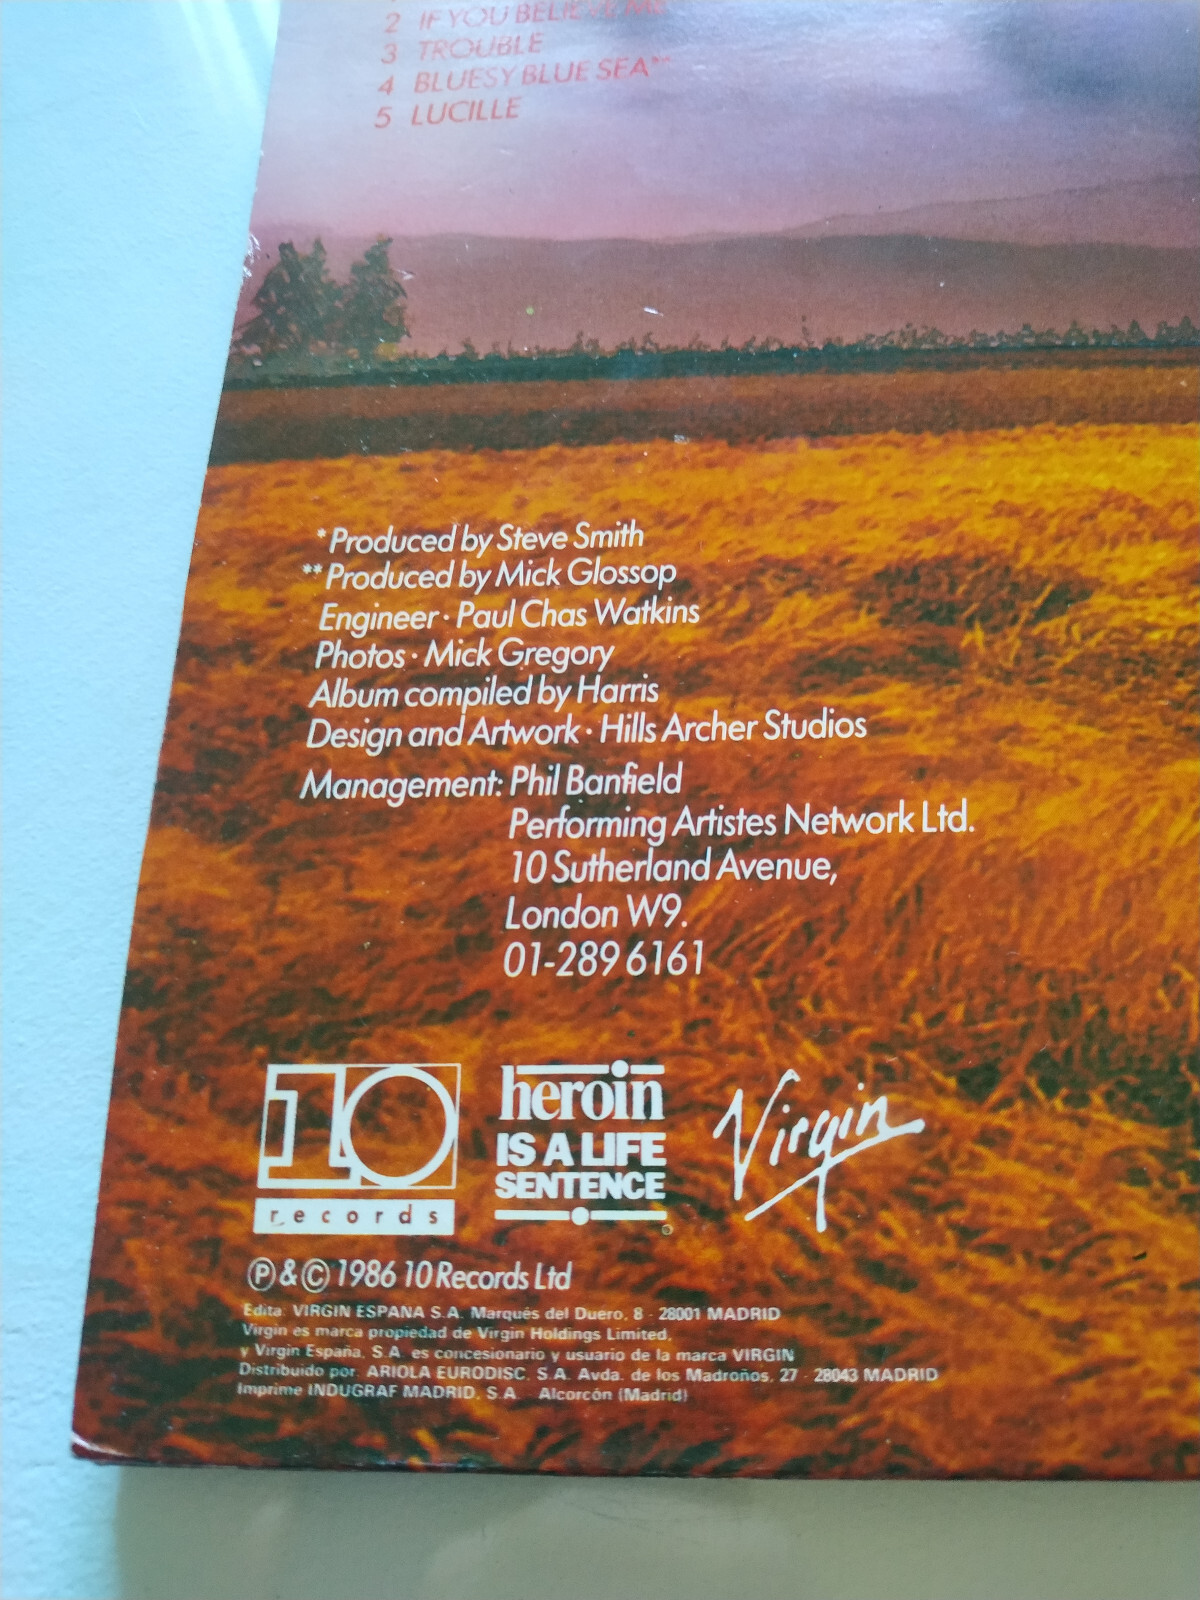 2 IF YOU BELIEVE ME
3 TROUBLE
4 BLUESY BLUE SEA**
5 LUCILLE
*Produced by Steve Smith
**Produced by Mick Glossop
Engineer · Paul Chas Watkins
Photos · Mick Gregory
Album compiled by Harris
Design and Artwork · Hills Archer Studios
Management: Phil Banfield
Performing Artistes Network Ltd.
10 Sutherland Avenue,
London W9.
01-289 6161
10
records
heroin
IS A LIFE
SENTENCE
Virgin
Ⓟ & © 1986 10 Records Ltd
Edita: VIRGIN ESPAÑA S.A. Marqués del Duero, 8 - 28001 MADRID
Virgin es marca propiedad de Virgin Holdings Limited,
y Virgin España, S.A. es concesionario y usuario de la marca VIRGIN
Distribuido por: ARIOLA EURODISC, S.A. Avda. de los Madroños, 27 - 28043 MADRID
Imprime INDUGRAF MADRID, S.A. Alcorcón (Madrid)